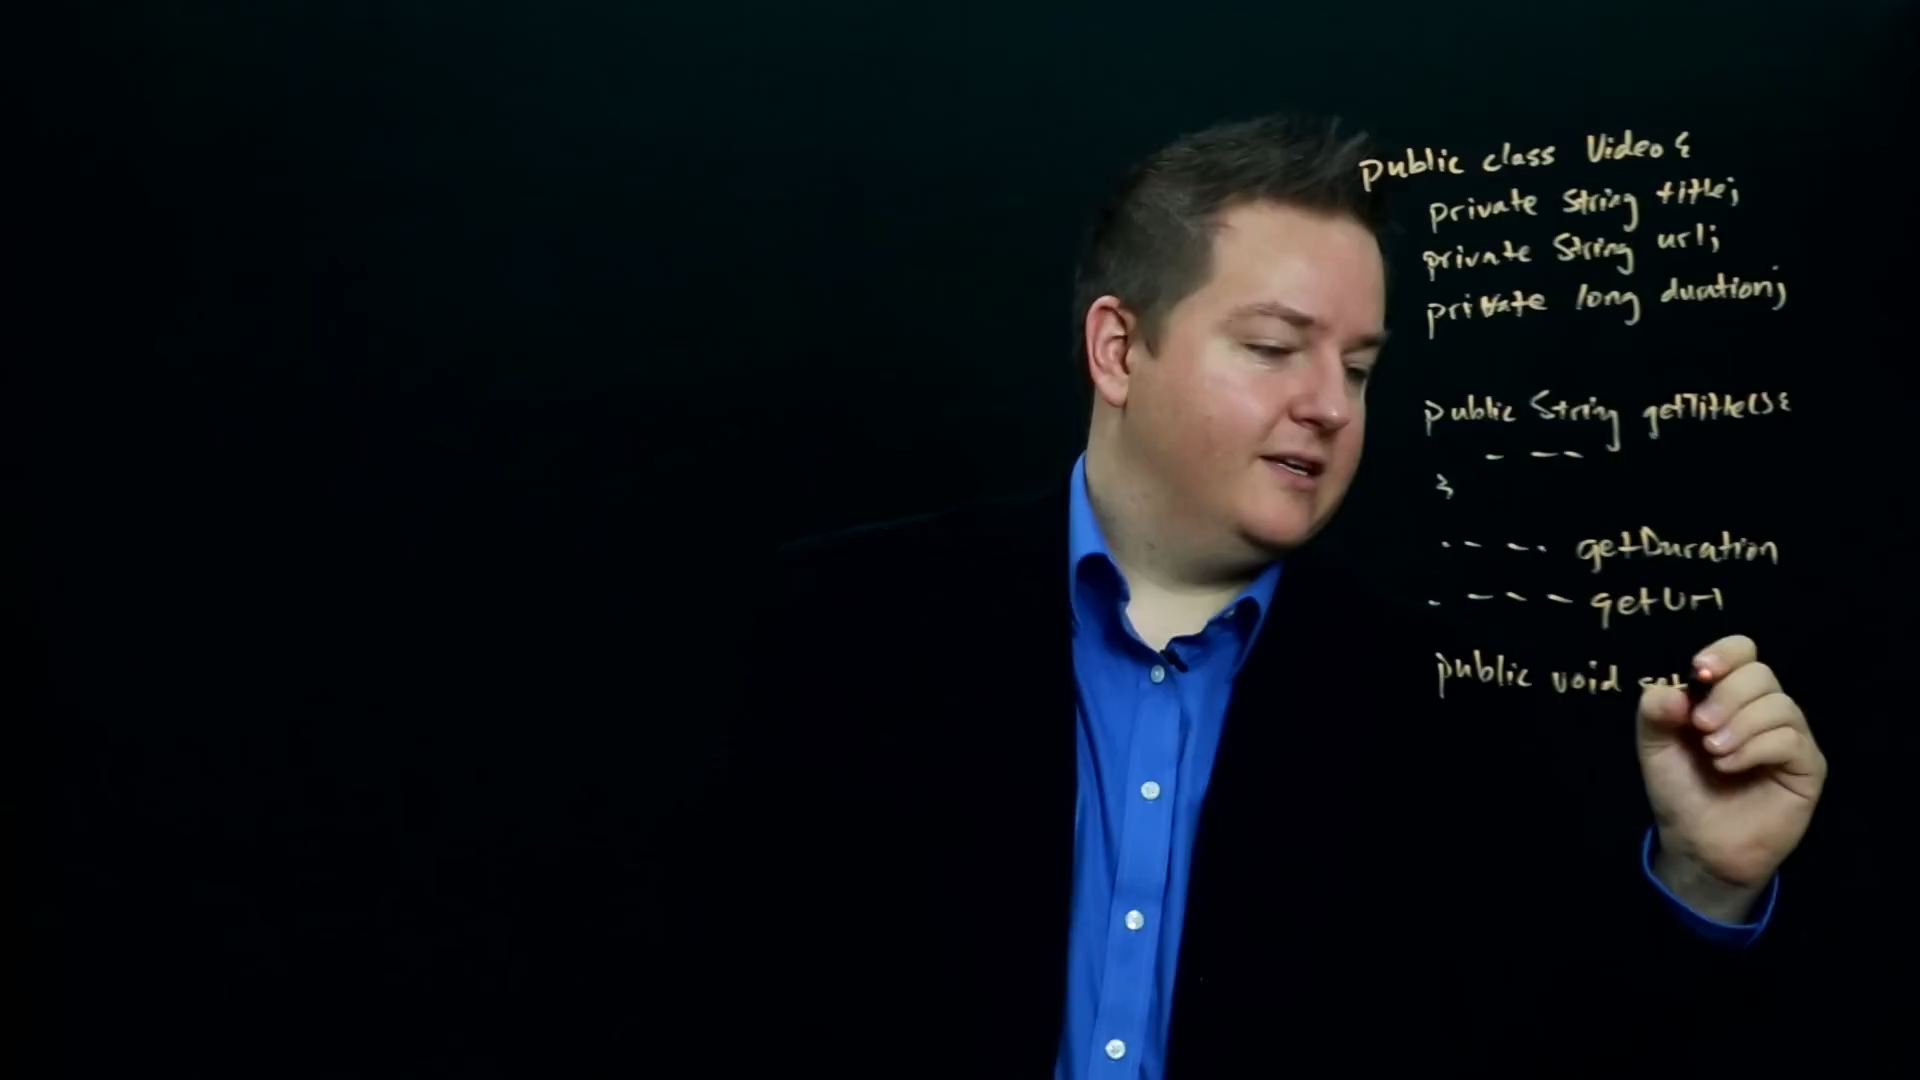 public class Video {
private String title;
private String url;
private long duration;
public String getTitle() {
- - - -
}
- - - - getDuration
- - - - getUrl
public void set